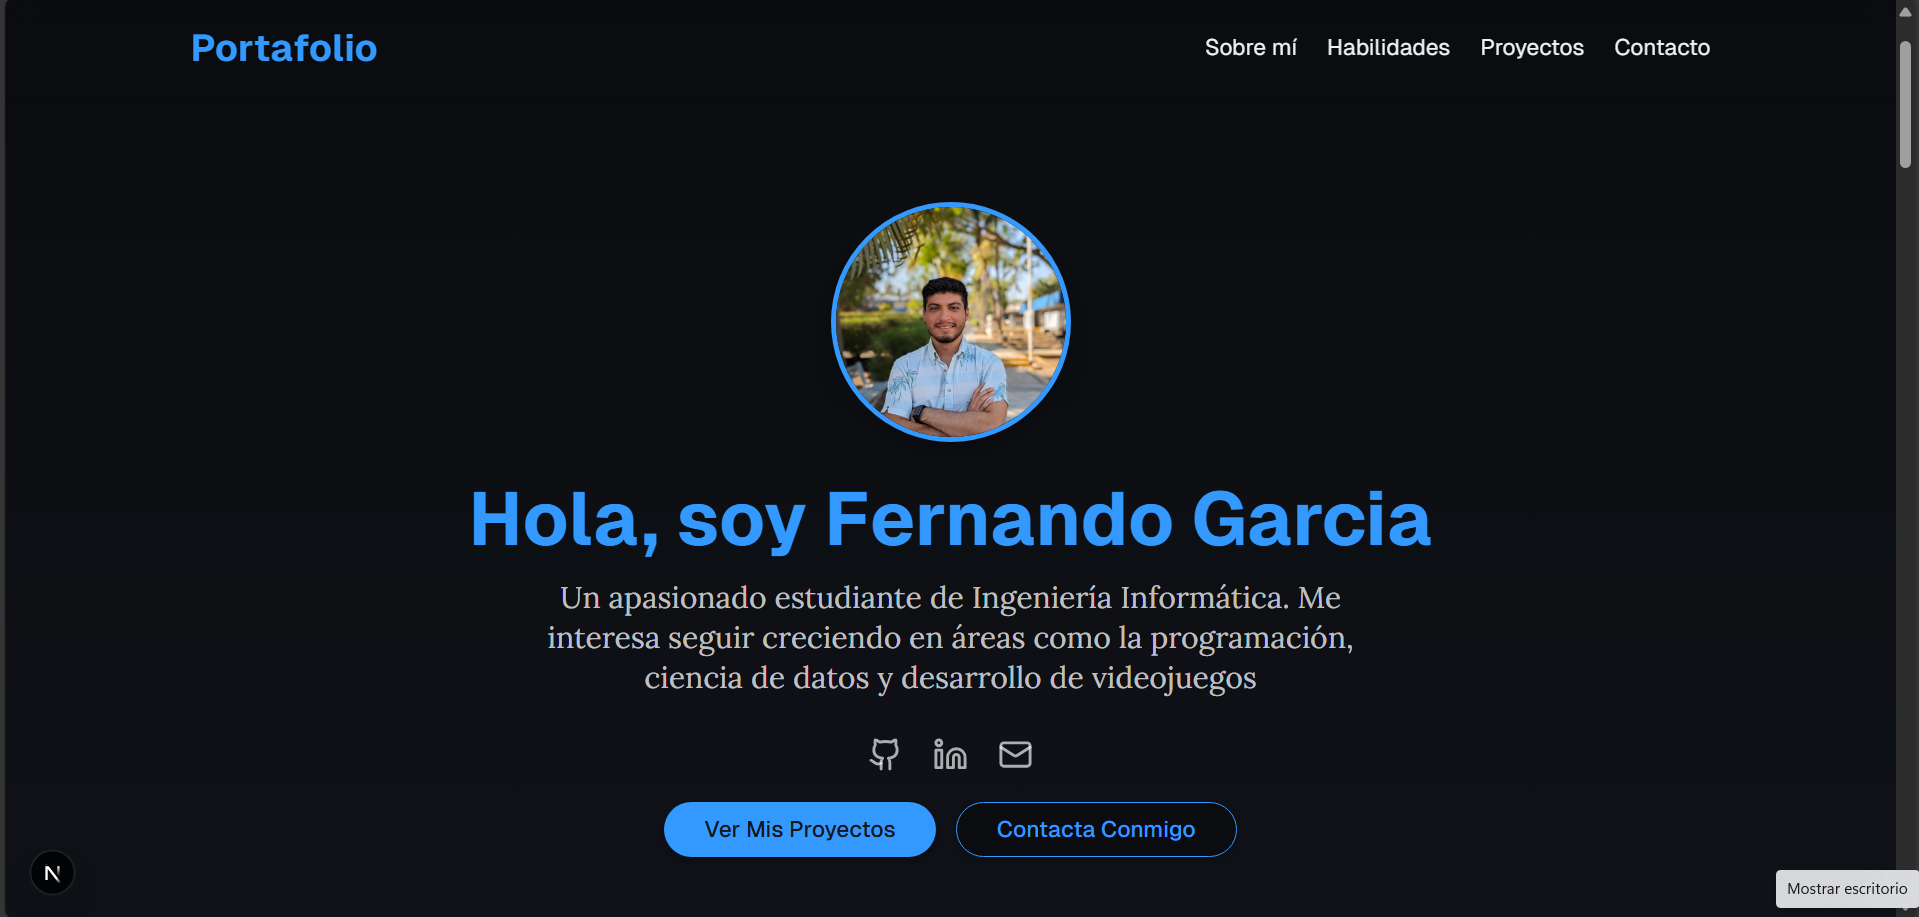 Portafolio
Sobre mí Habilidades Proyectos Contacto
Hola, soy Fernando Garcia
Un apasionado estudiante de Ingeniería Informática. Me
interesa seguir creciendo en áreas como la programación,
ciencia de datos y desarrollo de videojuegos
Ver Mis Proyectos
Contacta Conmigo
N
Mostrar escritorio